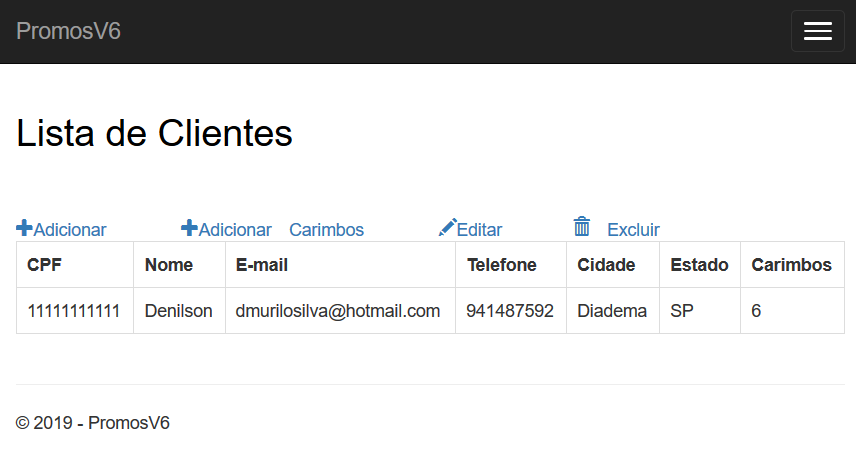 PromosV6
Lista de Clientes
Adicionar Adicionar Carimbos Editar Excluir
CPF Nome E-mail Telefone Cidade Estado Carimbos
11111111111 Denilson dmurilosilva@hotmail.com 941487592 Diadema SP 6
© 2019 - PromosV6